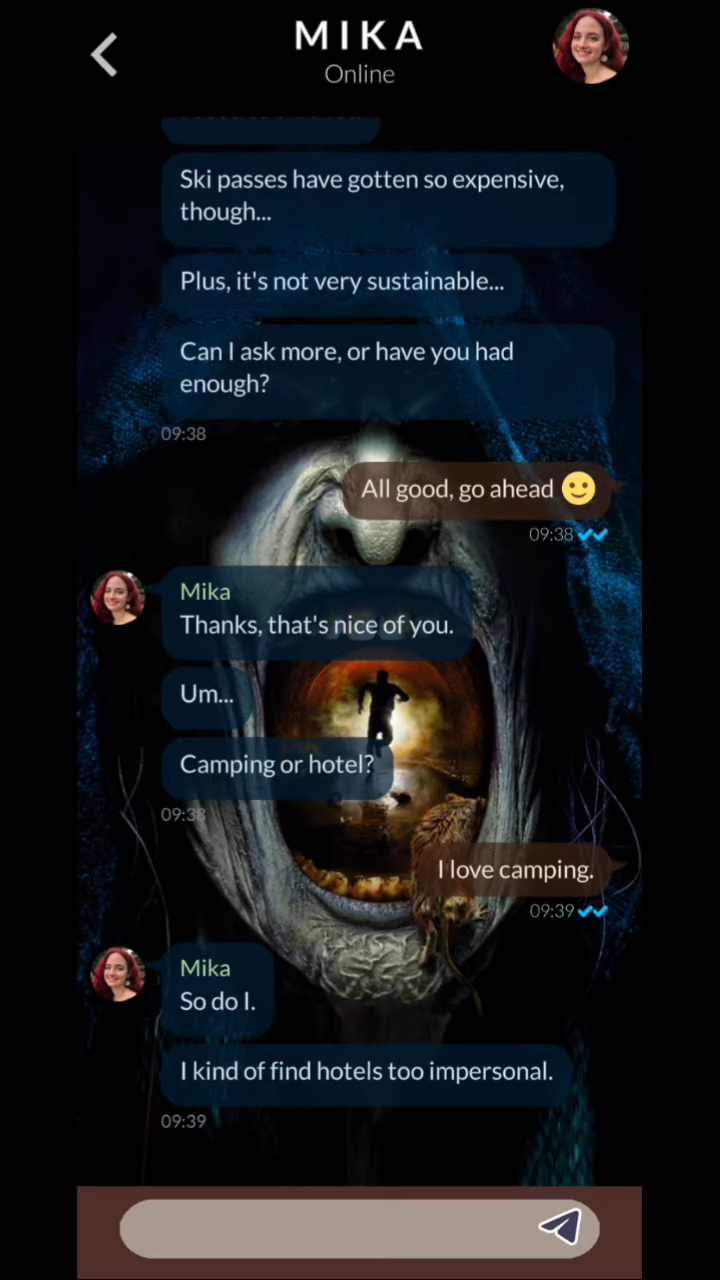 MIKA
Online
Ski passes have gotten so expensive,
though...
Plus, it's not very sustainable...
Can I ask more, or have you had
enough?
09:38
All good, go ahead 🙂
09:38
Mika
Thanks, that's nice of you.
Um...
Camping or hotel?
09:38
I love camping.
09:39
Mika
So do I.
I kind of find hotels too impersonal.
09:39